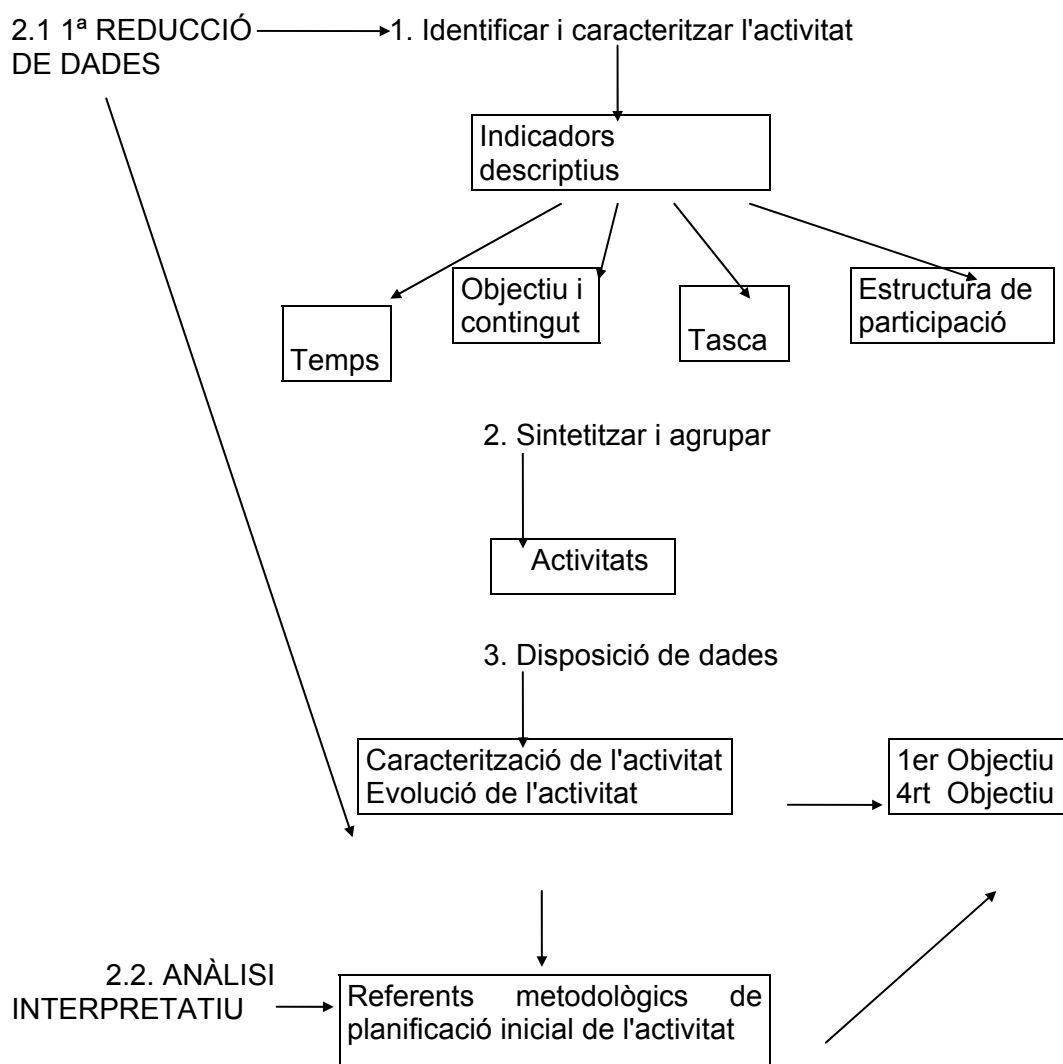 2.1 1ª REDUCCIÓ
DE DADES
1. Identificar i caracteritzar l'activitat
Indicadors
descriptius
Temps
Objectiu i
contingut
Tasca
Estructura de
participació
2. Sintetitzar i agrupar
Activitats
3. Disposició de dades
Caracterització de l'activitat
Evolució de l'activitat
1er Objectiu
4rt Objectiu
2.2. ANÀLISI
INTERPRETATIU
Referents metodològics de
planificació inicial de l'activitat